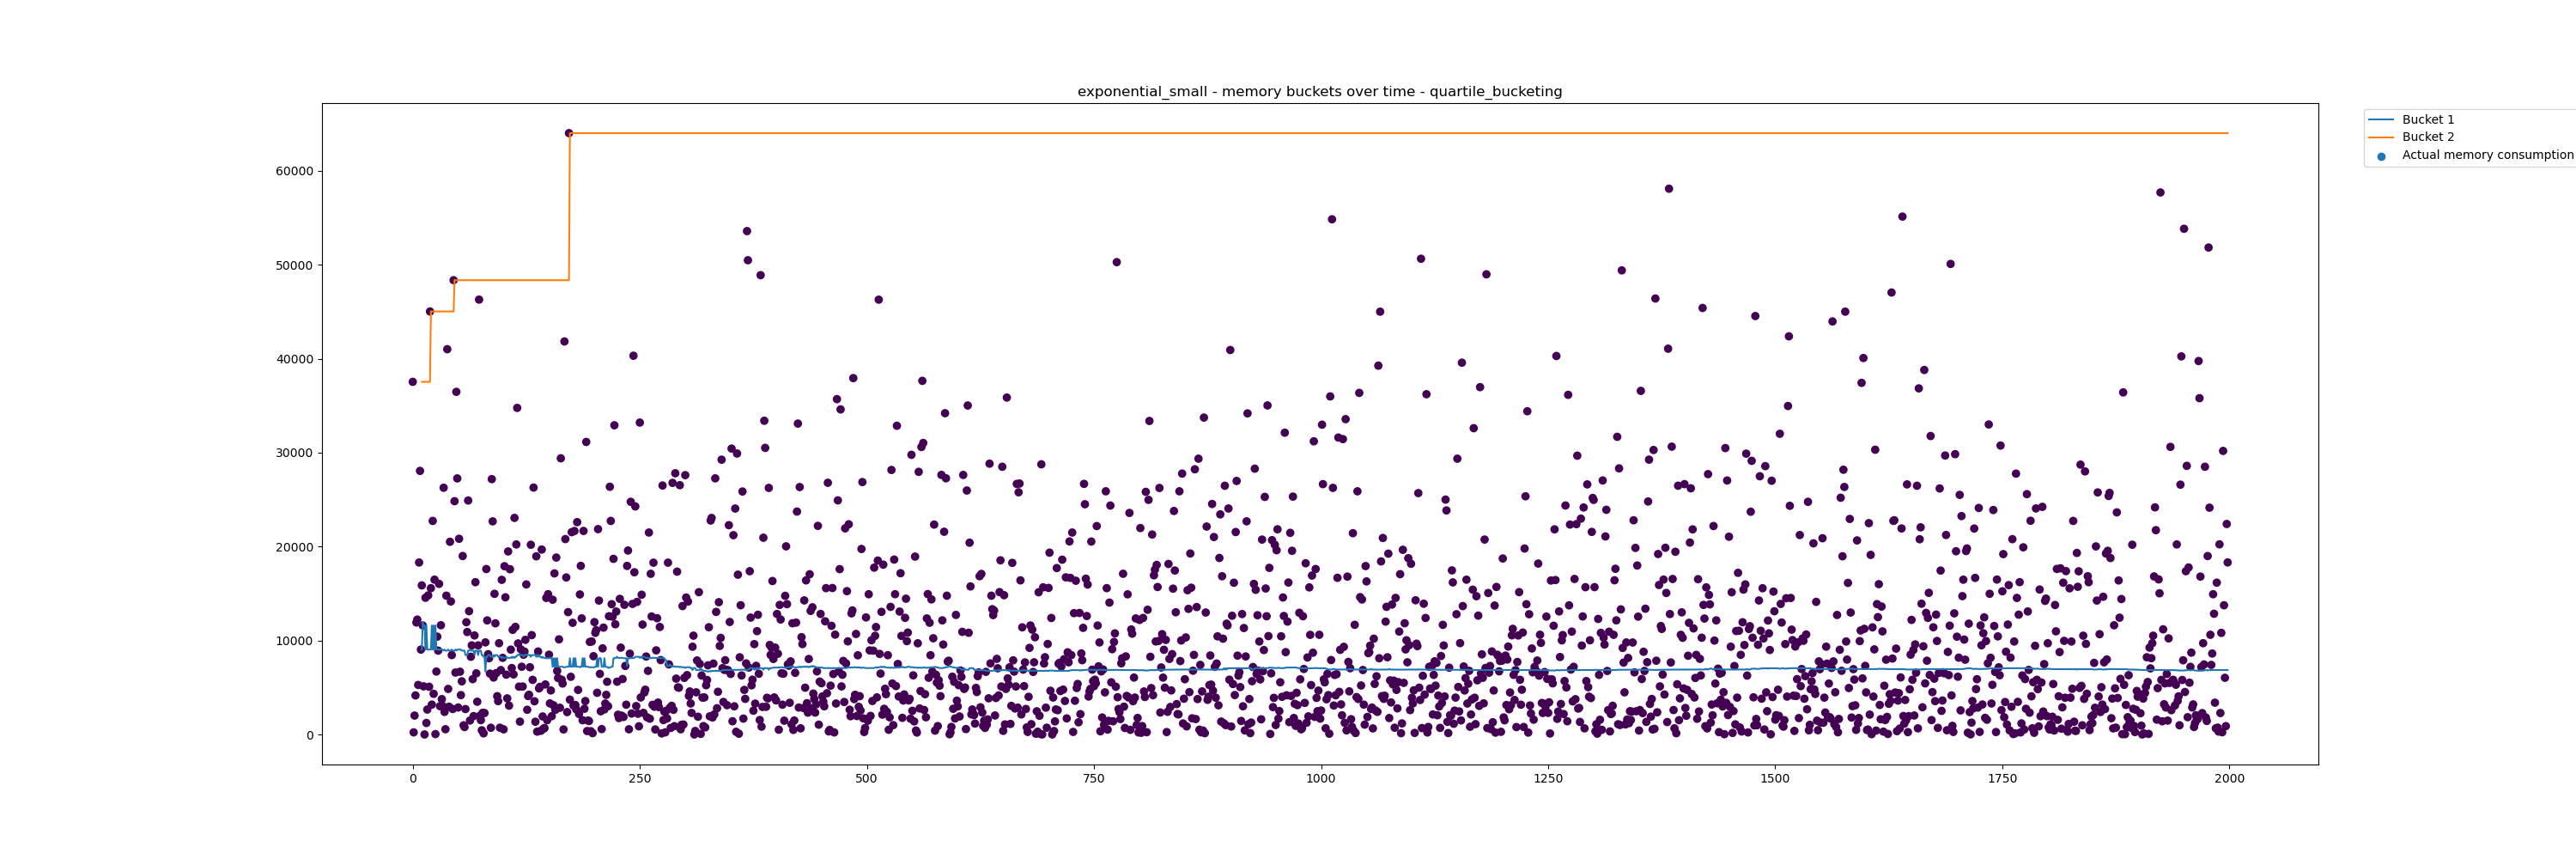 exponential_small - memory buckets over time - quartile_bucketing
Bucket 1
Bucket 2
Actual memory consumption
60000
50000
40000
30000
20000
10000
0
0 250 500 750 1000 1250 1500 1750 2000